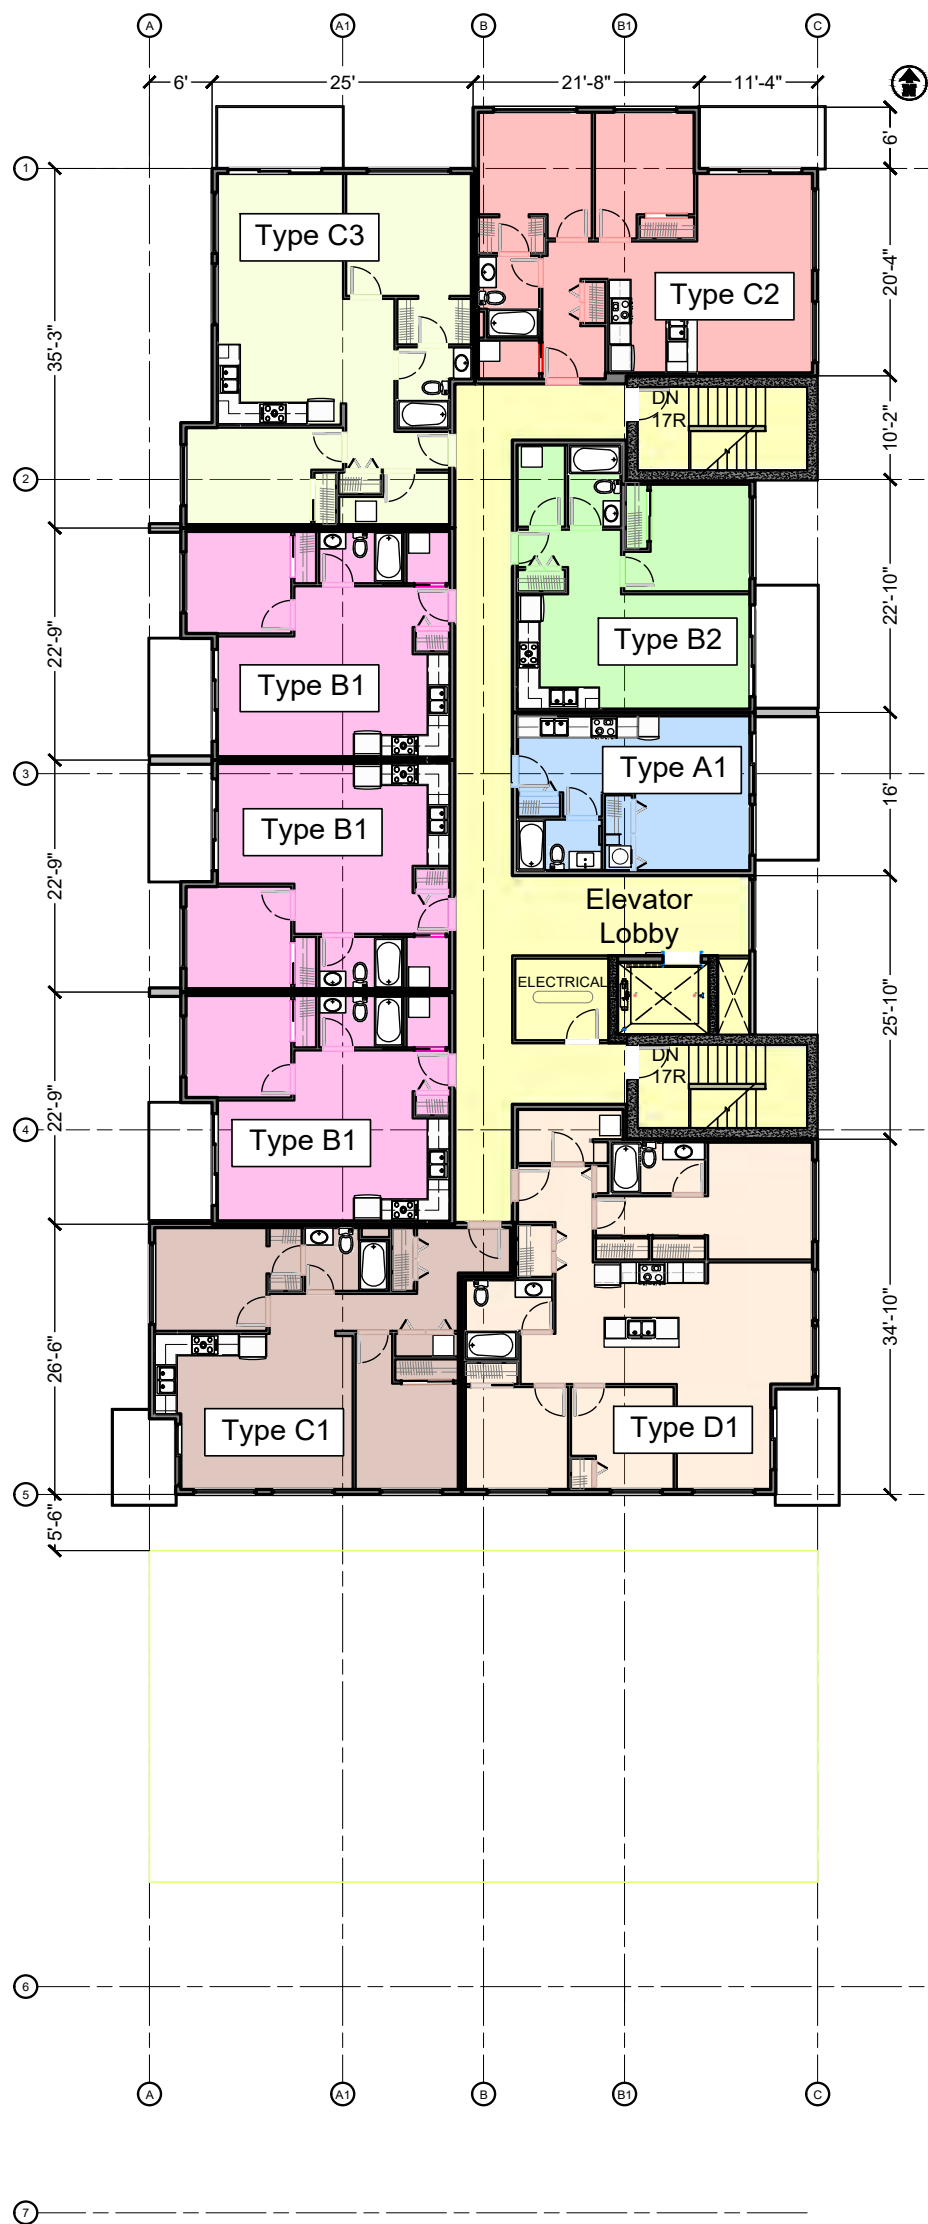 A A1 B B1 C
6' 25' 21'-8" 11'-4"
6'
1
Type C3
Type C2
20'-4"
35'-3"
DN
17R
10'-2"
2
22'-9"
22'-10"
Type B2
Type B1
Type A1
3
16'
Type B1
22'-9"
Elevator
Lobby
ELECTRICAL
25'-10"
DN
17R
22'-9"
4
Type B1
34'-10"
26'-6"
Type C1
Type D1
5
5'-6"
6
A A1 B B1 C
7